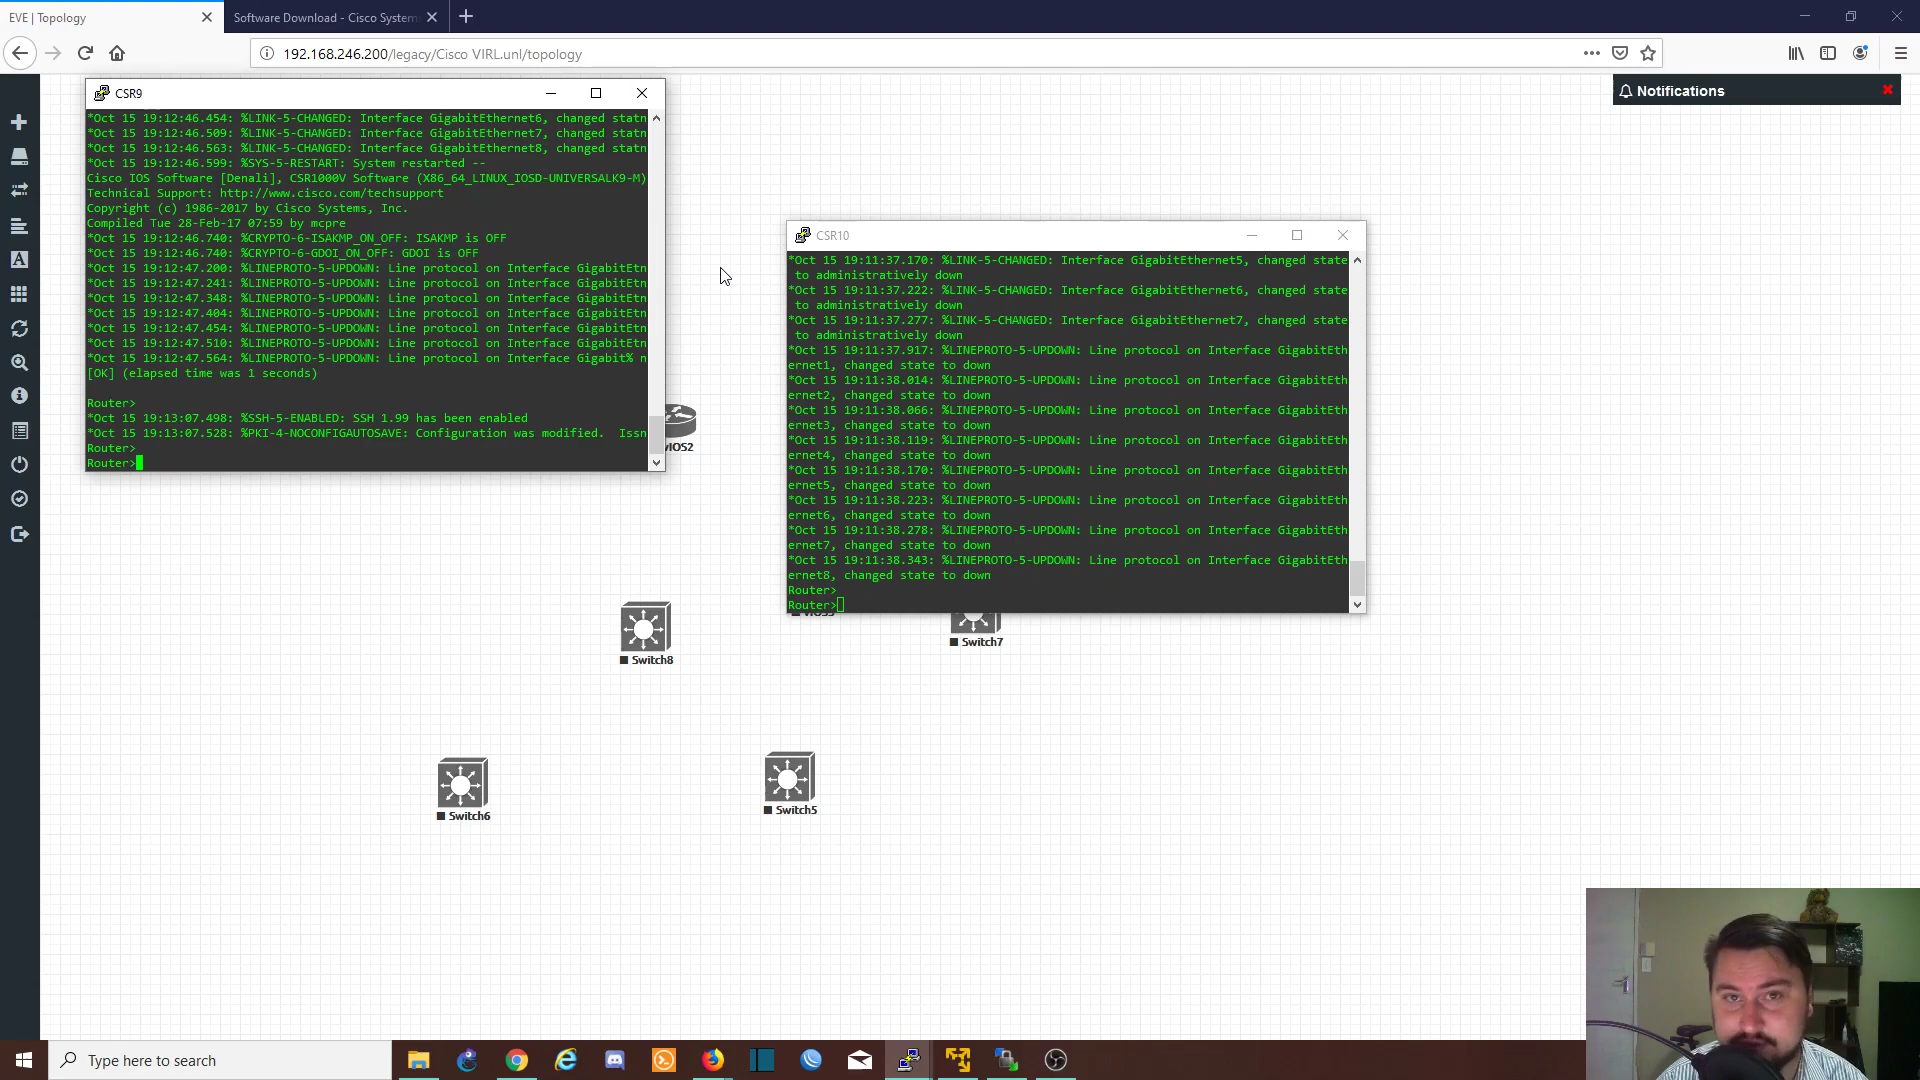 EVE | Topology
Software Download - Cisco System
192.168.246.200/legacy/Cisco VIRL.unl/topology
Notifications
CSR9
*Oct 15 19:12:46.454: %LINK-5-CHANGED: Interface GigabitEthernet6, changed statn
*Oct 15 19:12:46.509: %LINK-5-CHANGED: Interface GigabitEthernet7, changed statn
*Oct 15 19:12:46.563: %LINK-5-CHANGED: Interface GigabitEthernet8, changed statn
*Oct 15 19:12:46.599: %SYS-5-RESTART: System restarted --
Cisco IOS Software [Denali], CSR1000V Software (X86_64_LINUX_IOSD-UNIVERSALK9-M)
Technical Support: http://www.cisco.com/techsupport
Copyright (c) 1986-2017 by Cisco Systems, Inc.
Compiled Tue 28-Feb-17 07:59 by mcpre
*Oct 15 19:12:46.740: %CRYPTO-6-ISAKMP_ON_OFF: ISAKMP is OFF
*Oct 15 19:12:46.740: %CRYPTO-6-GDOI_ON_OFF: GDOI is OFF
*Oct 15 19:12:47.200: %LINEPROTO-5-UPDOWN: Line protocol on Interface GigabitEtn
*Oct 15 19:12:47.241: %LINEPROTO-5-UPDOWN: Line protocol on Interface GigabitEtn
*Oct 15 19:12:47.348: %LINEPROTO-5-UPDOWN: Line protocol on Interface GigabitEtn
*Oct 15 19:12:47.404: %LINEPROTO-5-UPDOWN: Line protocol on Interface GigabitEtn
*Oct 15 19:12:47.454: %LINEPROTO-5-UPDOWN: Line protocol on Interface GigabitEtn
*Oct 15 19:12:47.510: %LINEPROTO-5-UPDOWN: Line protocol on Interface GigabitEtn
*Oct 15 19:12:47.564: %LINEPROTO-5-UPDOWN: Line protocol on Interface Gigabit% n
[OK] (elapsed time was 1 seconds)
Router>
*Oct 15 19:13:07.498: %SSH-5-ENABLED: SSH 1.99 has been enabled
*Oct 15 19:13:07.528: %PKI-4-NOCONFIGAUTOSAVE: Configuration was modified.  Issn
Router>
Router>
CSR10
*Oct 15 19:11:37.170: %LINK-5-CHANGED: Interface GigabitEthernet5, changed state
to administratively down
*Oct 15 19:11:37.222: %LINK-5-CHANGED: Interface GigabitEthernet6, changed state
to administratively down
*Oct 15 19:11:37.277: %LINK-5-CHANGED: Interface GigabitEthernet7, changed state
to administratively down
*Oct 15 19:11:37.917: %LINEPROTO-5-UPDOWN: Line protocol on Interface GigabitEth
ernet1, changed state to down
*Oct 15 19:11:38.014: %LINEPROTO-5-UPDOWN: Line protocol on Interface GigabitEth
ernet2, changed state to down
*Oct 15 19:11:38.066: %LINEPROTO-5-UPDOWN: Line protocol on Interface GigabitEth
ernet3, changed state to down
*Oct 15 19:11:38.119: %LINEPROTO-5-UPDOWN: Line protocol on Interface GigabitEth
ernet4, changed state to down
*Oct 15 19:11:38.170: %LINEPROTO-5-UPDOWN: Line protocol on Interface GigabitEth
ernet5, changed state to down
*Oct 15 19:11:38.223: %LINEPROTO-5-UPDOWN: Line protocol on Interface GigabitEth
ernet6, changed state to down
*Oct 15 19:11:38.278: %LINEPROTO-5-UPDOWN: Line protocol on Interface GigabitEth
ernet7, changed state to down
*Oct 15 19:11:38.343: %LINEPROTO-5-UPDOWN: Line protocol on Interface GigabitEth
ernet8, changed state to down
Router>
Router>
IOS2
Switch7
Switch8
Switch5
Switch6
Type here to search